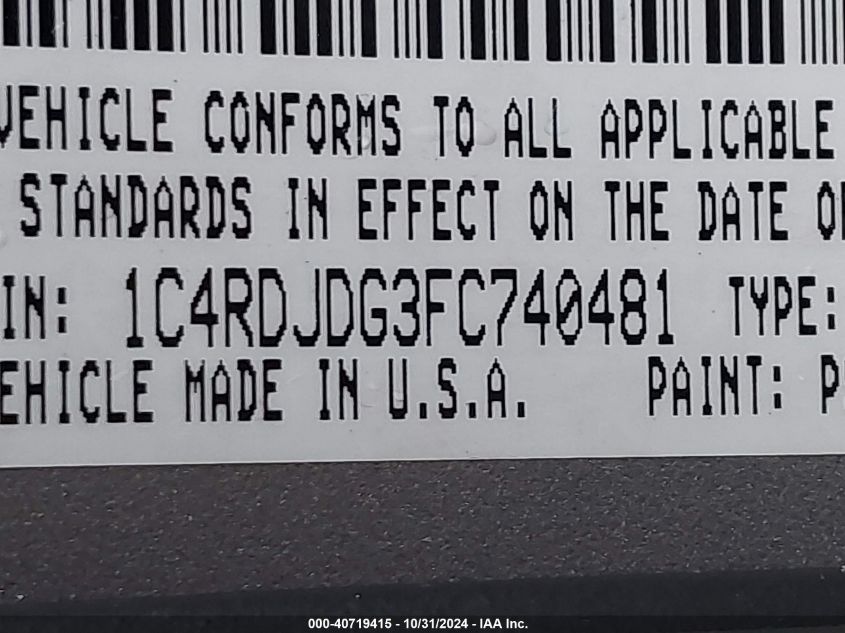 VEHICLE CONFORMS TO ALL APPLICABLE
STANDARDS IN EFFECT ON THE DATE OF
IN: 1C4RDJDG3FC740481 TYPE:
EHICLE MADE IN U.S.A. PAINT: P
000-40719415 - 10/31/2024 - IAA Inc.